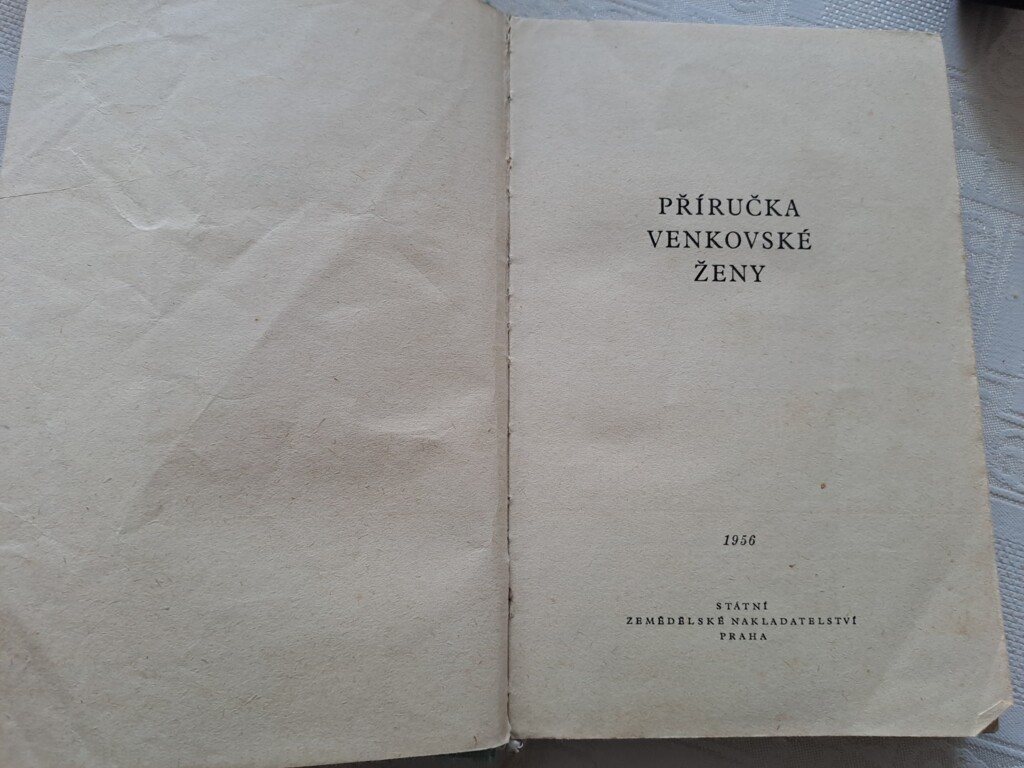 PŘÍRUČKA
VENKOVSKÉ
ŽENY
1956
STÁTNÍ
ZEMĚDĚLSKÉ NAKLADATELSTVÍ
PRAHA